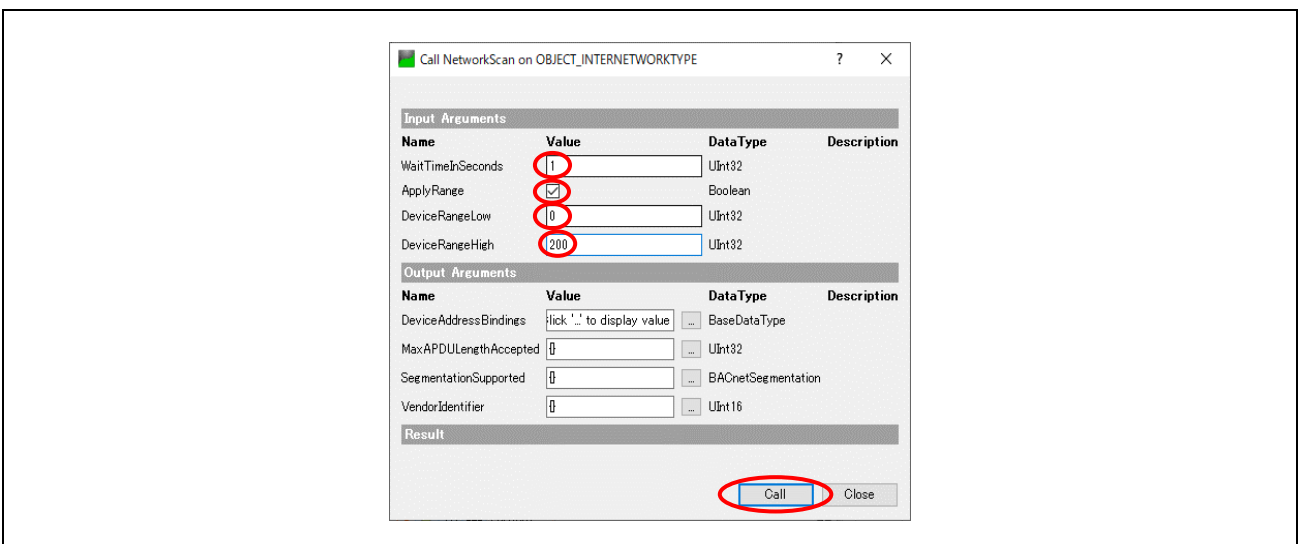 Call NetworkScan on OBJECT_INTERNETWORKTYPE ? ×
Input Arguments
Name Value DataType Description
WaitTimeInSeconds 1 UInt32
ApplyRange Boolean
DeviceRangeLow 0 UInt32
DeviceRangeHigh 200 UInt32
Output Arguments
Name Value DataType Description
DeviceAddressBindings lick '...' to display value ... BaseDataType
MaxAPDULengthAccepted {} ... UInt32
SegmentationSupported {} ... BACnetSegmentation
VendorIdentifier {} ... UInt16
Result
Call Close